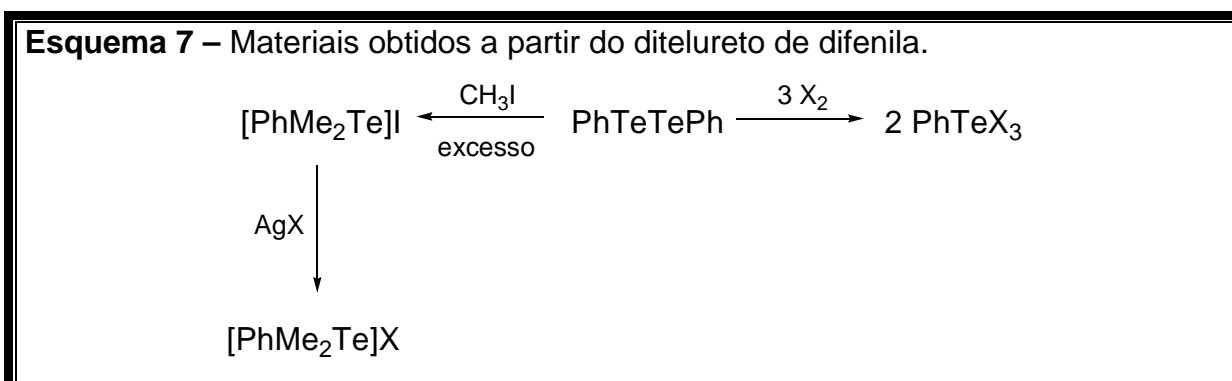 Esquema 7 – Materiais obtidos a partir do ditelureto de difenila.
CH₃I 3 X₂
[PhMe₂Te]I PhTeTePh 2 PhTeX₃
excesso
AgX
[PhMe₂Te]X